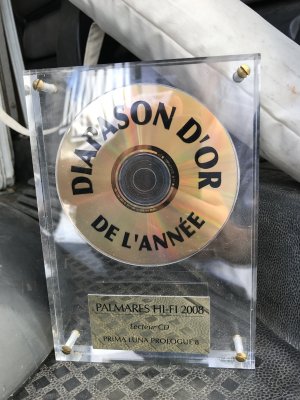 DIAPASON D'OR
DE L'ANNÉE
PALMARES HI-FI 2008
Lecteur CD
PRIMA LUNA PROLOGUE 8